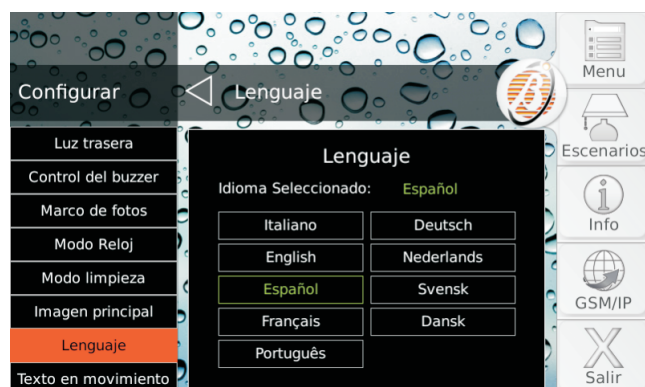 Configurar
Lenguaje
Luz trasera
Control del buzzer
Marco de fotos
Modo Reloj
Modo limpieza
Imagen principal
Lenguaje
Texto en movimiento
Lenguaje
Idioma Seleccionado: Español
Italiano
Deutsch
English
Nederlands
Español
Svensk
Français
Dansk
Português
Menu
Escenarios
Info
GSM/IP
Salir